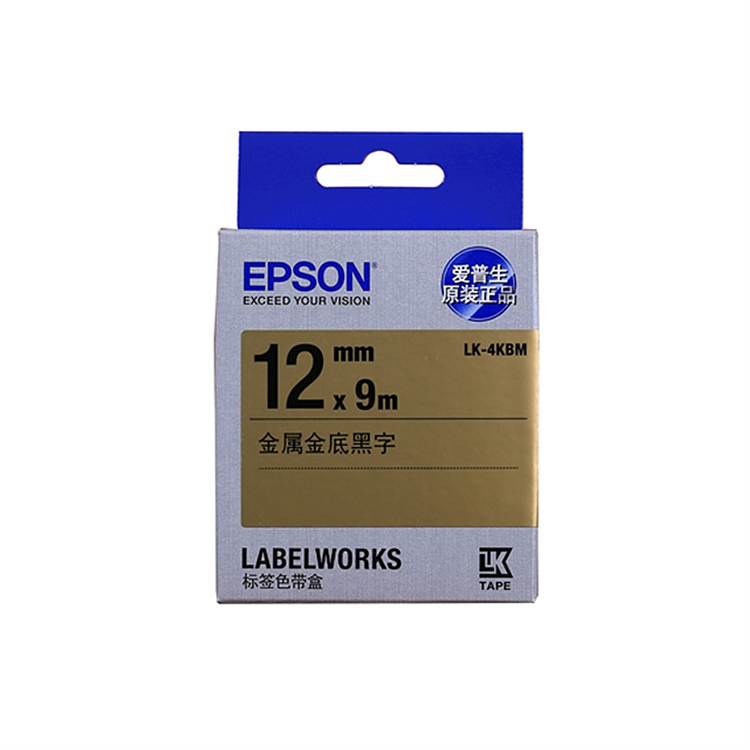 EPSON®
EXCEED YOUR VISION
爱普生
原装正品
12 mm x 9m
LK-4KBM
金属金底黑字
LABELWORKS
标签色带盒
LK
TAPE